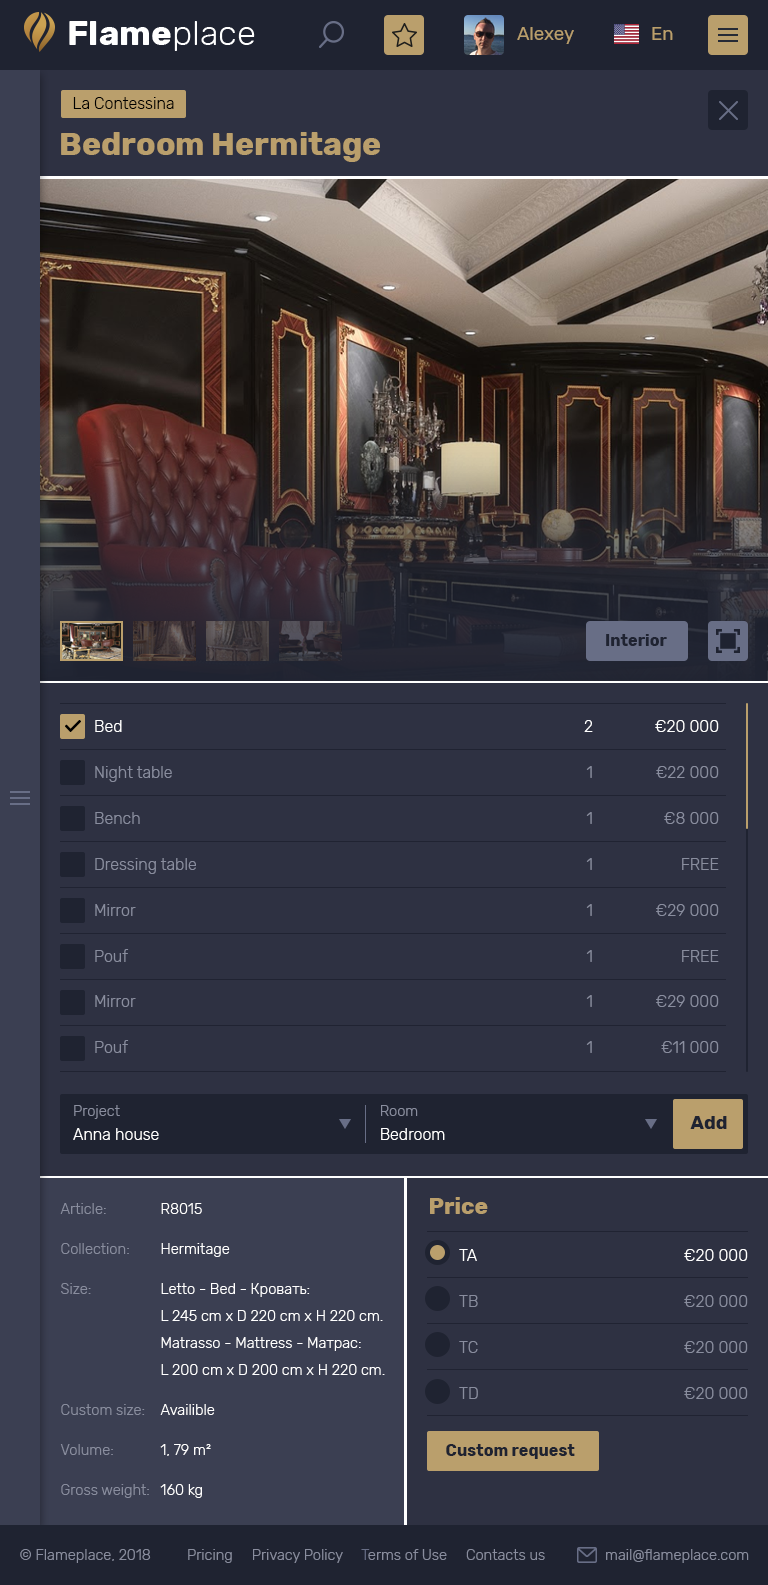 Flameplace
Alexey
En
La Contessina
Bedroom Hermitage
Interior
Bed 2 €20 000
Night table 1 €22 000
Bench 1 €8 000
Dressing table 1 FREE
Mirror 1 €29 000
Pouf 1 FREE
Mirror 1 €29 000
Pouf 1 €11 000
Project
Anna house
Room
Bedroom
Add
Article: R8015
Collection: Hermitage
Size: Letto - Bed - Кровать:
L 245 cm x D 220 cm x H 220 cm.
Matrasso - Mattress - Матрас:
L 200 cm x D 200 cm x H 220 cm.
Custom size: Availible
Volume: 1, 79 m²
Gross weight: 160 kg
Price
TA €20 000
TB €20 000
TC €20 000
TD €20 000
Custom request
© Flameplace, 2018 Pricing Privacy Policy Terms of Use Contacts us mail@flameplace.com